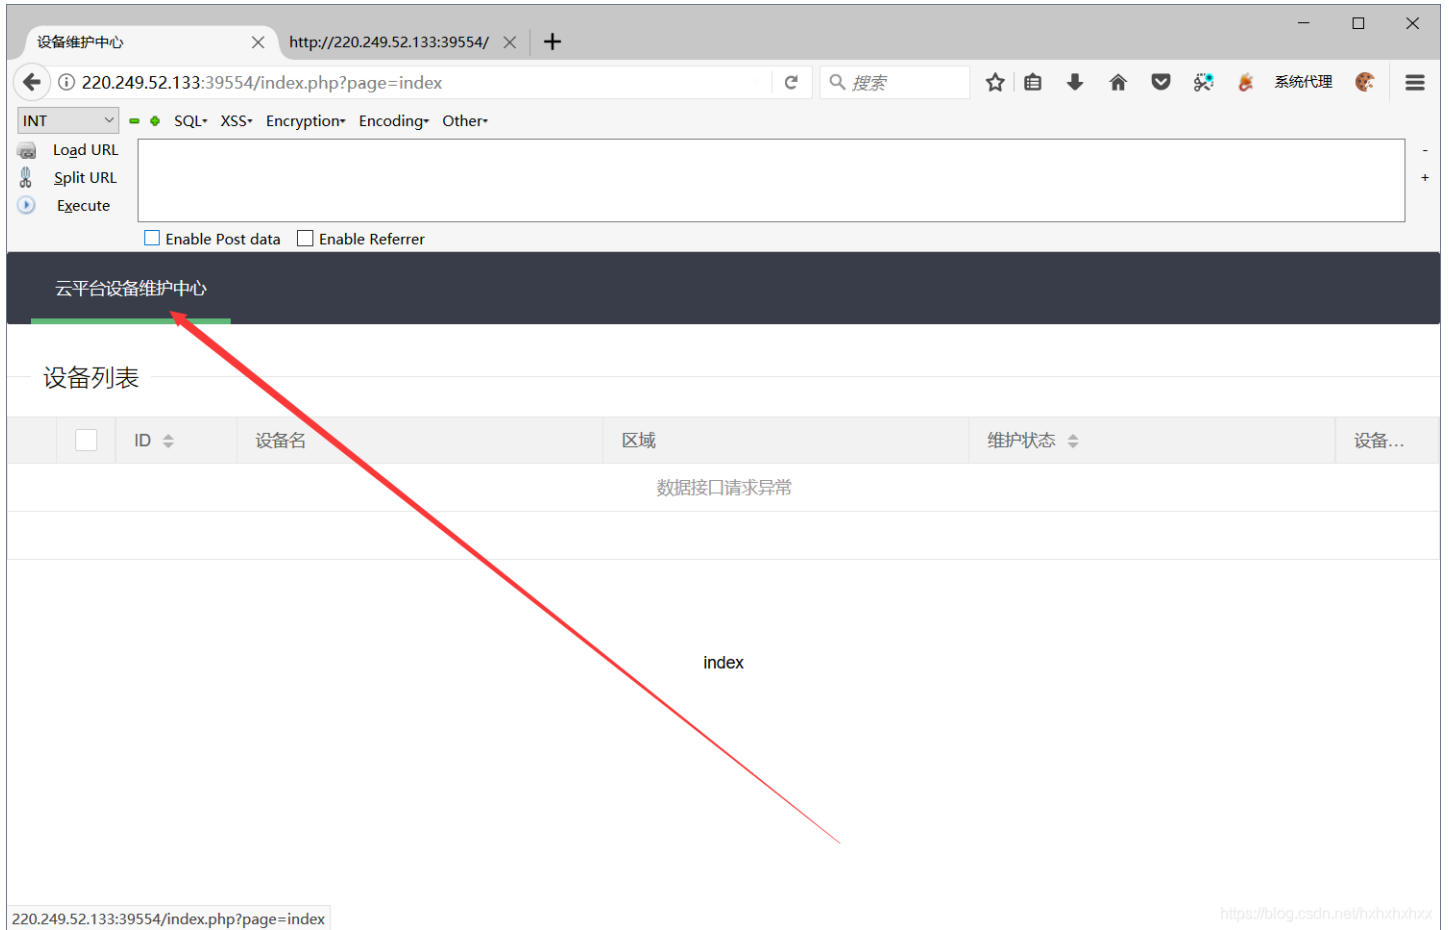 设备维护中心
http://220.249.52.133:39554/
220.249.52.133:39554/index.php?page=index
搜索
系统代理
INT
SQL
XSS
Encryption
Encoding
Other
Load URL
-
Split URL
+
Execute
Enable Post data
Enable Referrer
云平台设备维护中心
设备列表
ID
设备名
区域
维护状态
设备...
数据接口请求异常
index
220.249.52.133:39554/index.php?page=index
https://blog.csdn.net/hxhxhxhxx